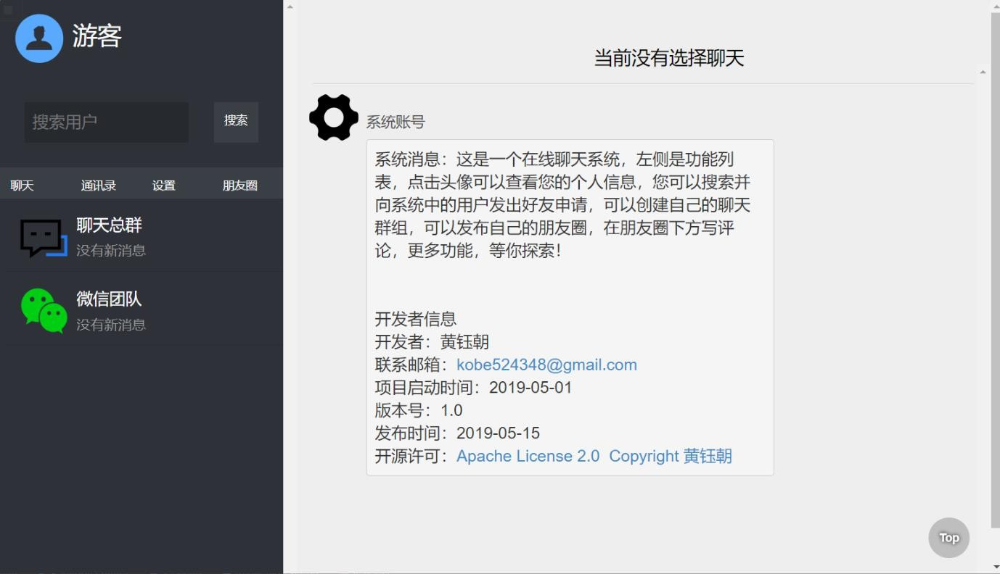 游客
搜索用户
搜索
聊天 通讯录 设置 朋友圈
聊天总群
没有新消息
微信团队
没有新消息
当前没有选择聊天
系统账号
系统消息：这是一个在线聊天系统，左侧是功能列
表，点击头像可以查看您的个人信息，您可以搜索并
向系统中的用户发出好友申请，可以创建自己的聊天
群组，可以发布自己的朋友圈，在朋友圈下方写评
论，更多功能，等你探索！
开发者信息
开发者：黄钰朝
联系邮箱：kobe524348@gmail.com
项目启动时间：2019-05-01
版本号：1.0
发布时间：2019-05-15
开源许可：Apache License 2.0 Copyright 黄钰朝
Top